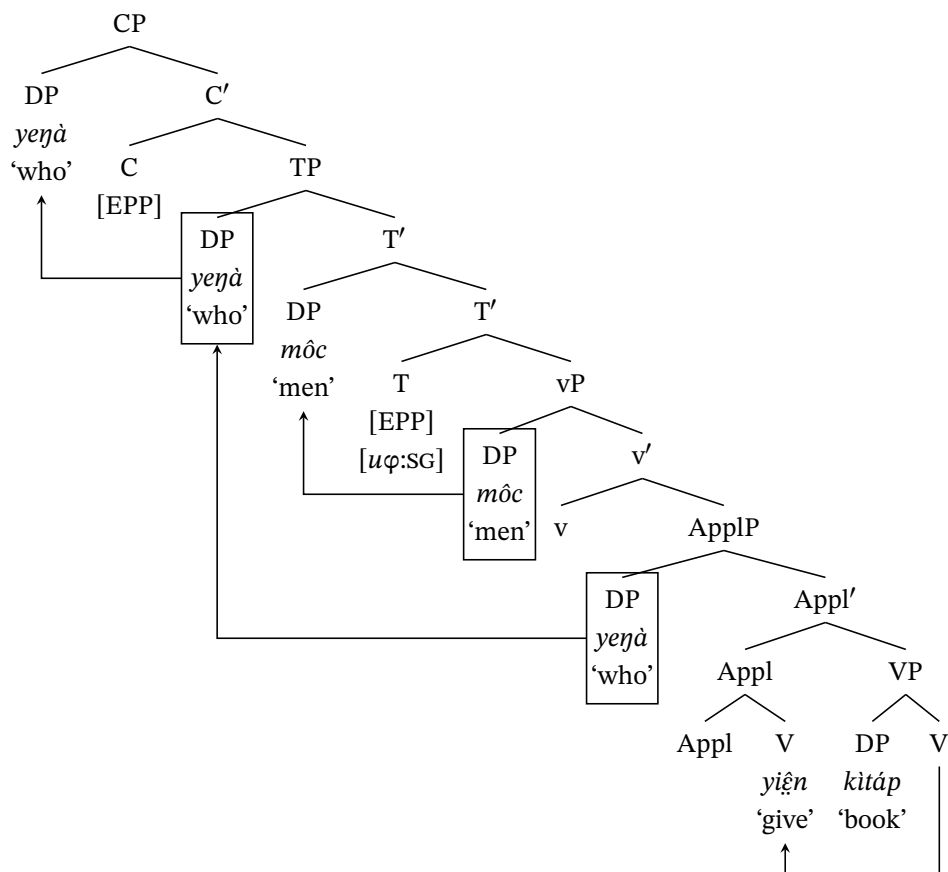 CP
DP C′
yeŋà
‘who’ C TP
[EPP]
DP T′
yeŋà
‘who’ DP T′
môc
‘men’ T vP
[EPP]
[uφ:SG] DP v′
môc
‘men’ v ApplP
DP Appl′
yeŋà
‘who’ Appl VP
Appl V DP V
yiɛ̤̂n kìtáp
‘give’ ‘book’